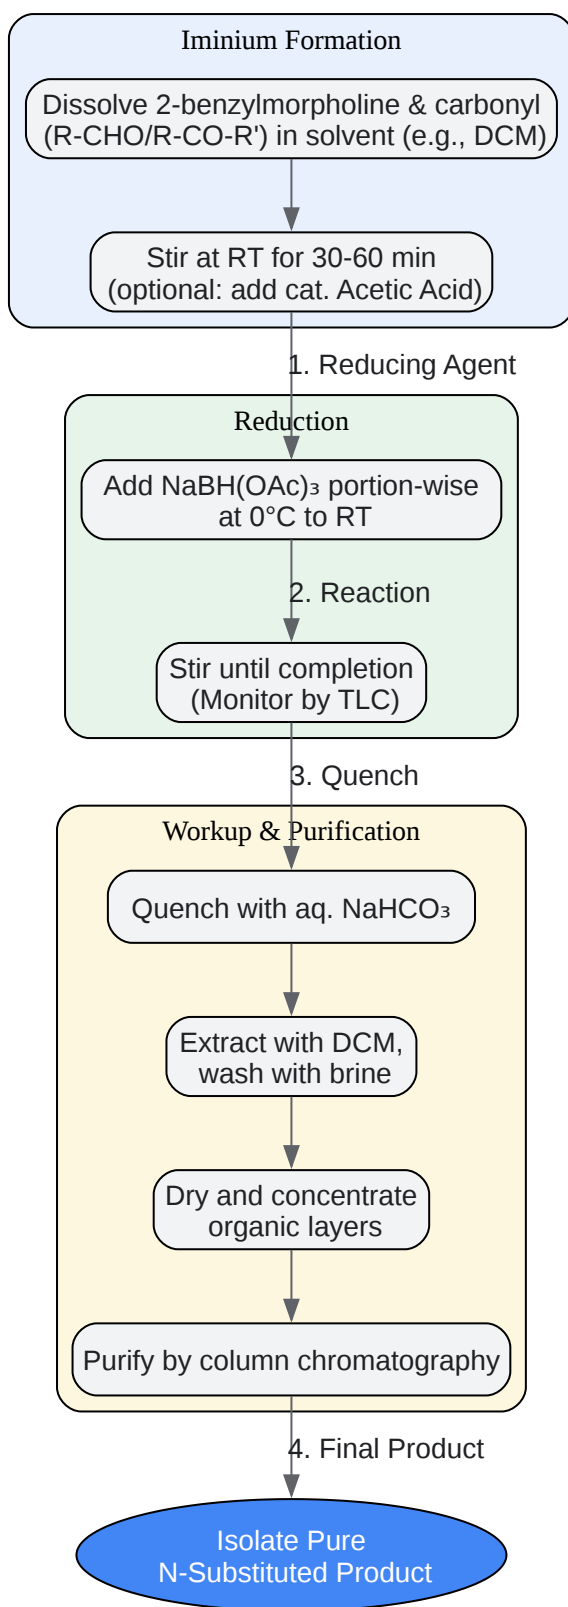 Iminium Formation
Dissolve 2-benzylmorpholine & carbonyl
(R-CHO/R-CO-R') in solvent (e.g., DCM)
Stir at RT for 30-60 min
(optional: add cat. Acetic Acid)
1. Reducing Agent
Reduction
Add NaBH(OAc)₃ portion-wise
at 0°C to RT
2. Reaction
Stir until completion
(Monitor by TLC)
3. Quench
Workup & Purification
Quench with aq. NaHCO₃
Extract with DCM,
wash with brine
Dry and concentrate
organic layers
Purify by column chromatography
4. Final Product
Isolate Pure
N-Substituted Product